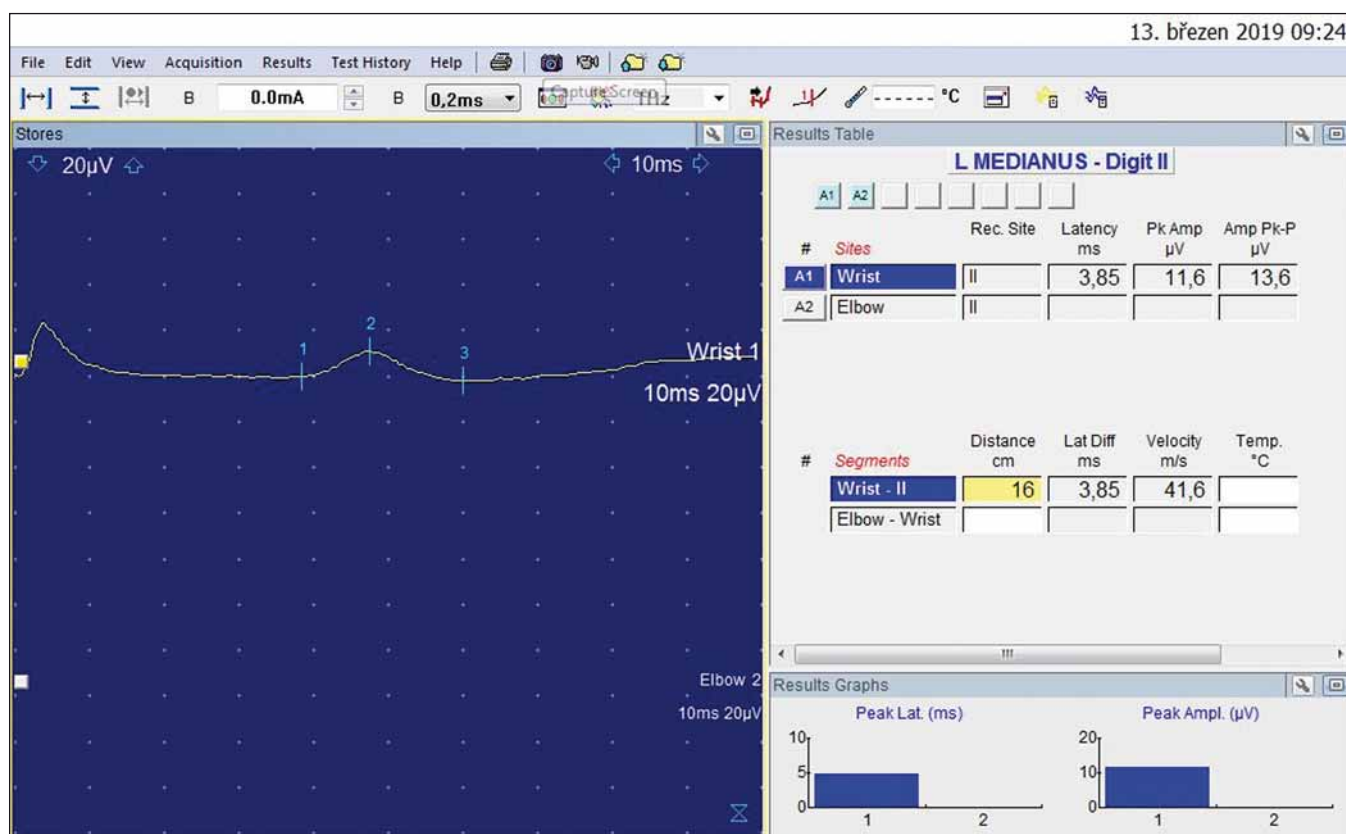 13. březen 2019 09:24
File Edit View Acquisition Results Test History Help
B 0.0mA B 0,2ms Capture Screen Hz ------ °C
Stores
20µV 10ms
1 2 3
Wrist 1
10ms 20µV
Elbow 2
10ms 20µV
Results Table
L MEDIANUS - Digit II
A1 A2
# Sites Rec. Site Latency ms Pk Amp µV Amp Pk-P µV
A1 Wrist II 3,85 11,6 13,6
A2 Elbow II
# Segments Distance cm Lat Diff ms Velocity m/s Temp. °C
Wrist - II 16 3,85 41,6
Elbow - Wrist
Results Graphs
Peak Lat. (ms)
10
5
0
1 2
Peak Ampl. (µV)
20
10
0
1 2